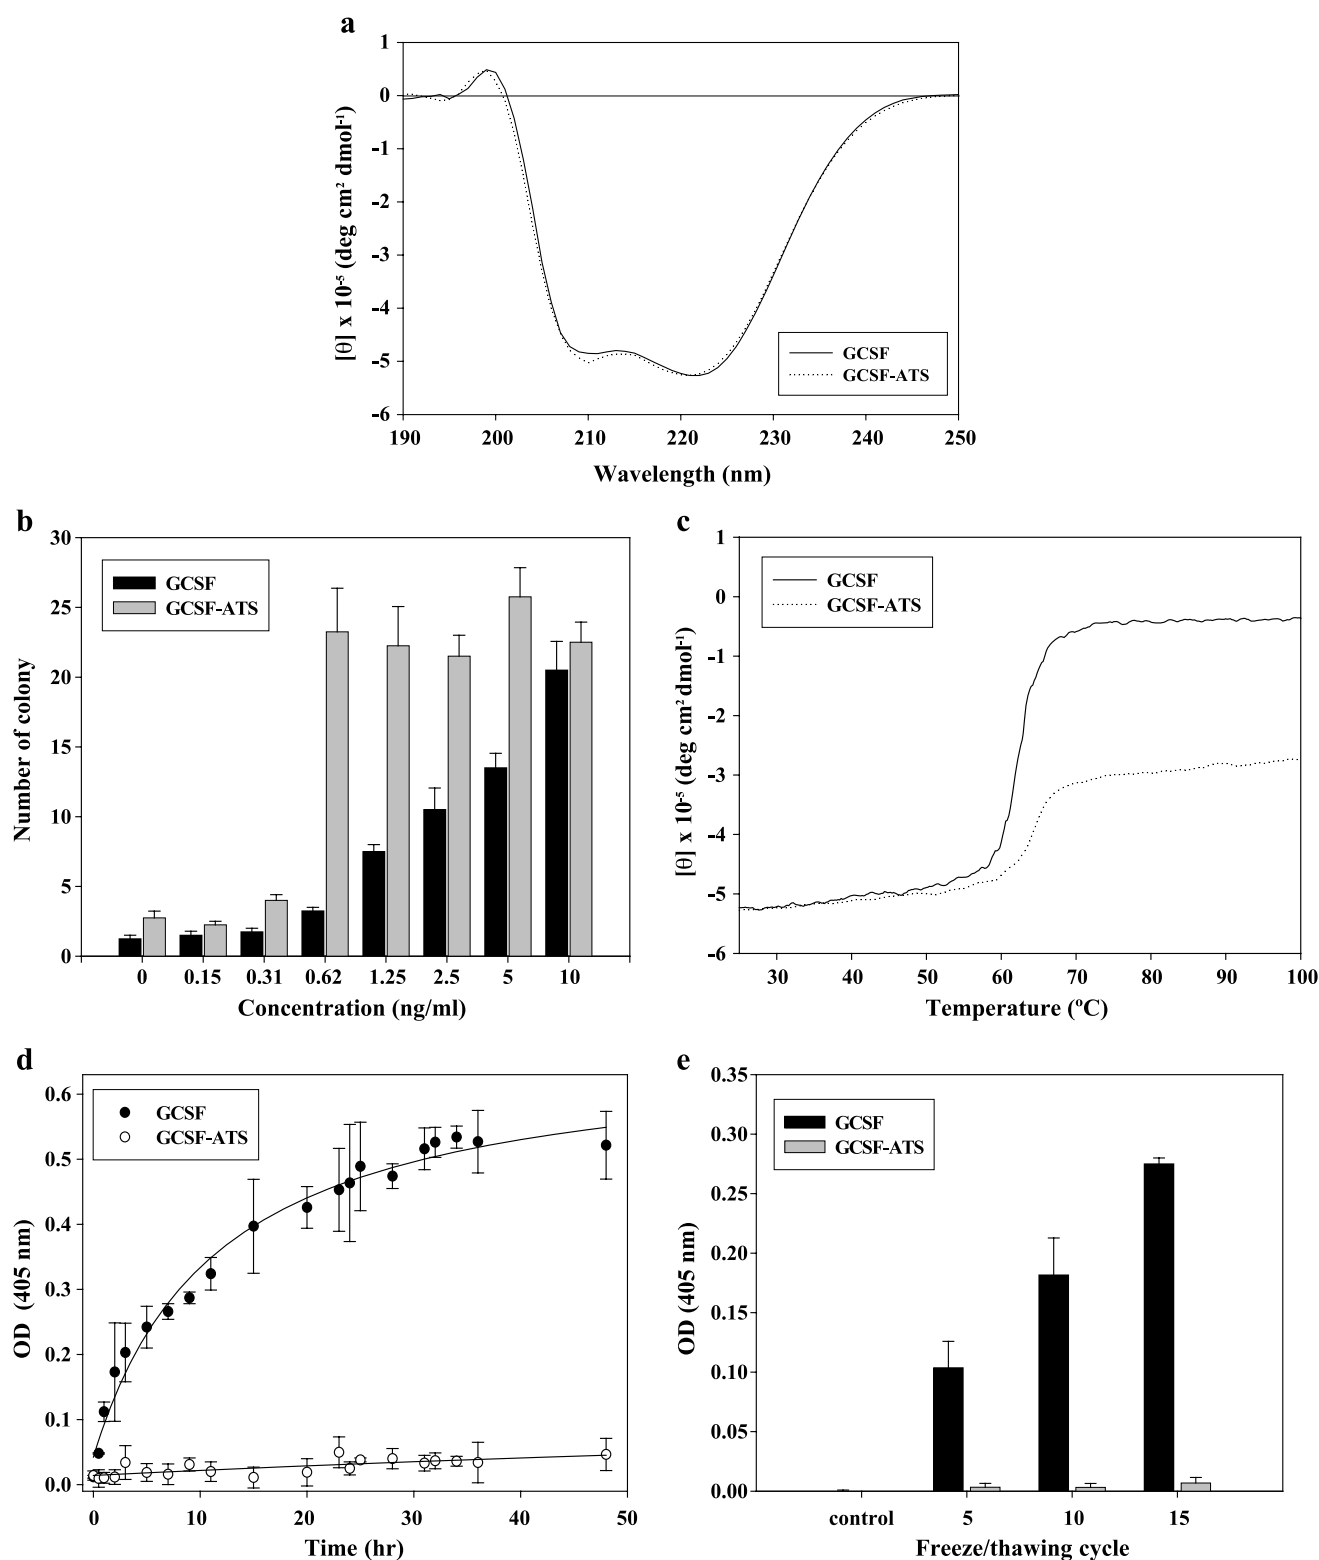 a
1
0
-1
-2
-3
-4
-5
-6
[θ] x 10⁻⁵ (deg cm² dmol⁻¹)
GCSF
GCSF-ATS
190 200 210 220 230 240 250
Wavelength (nm)
b
30
25
20
15
10
5
0
Number of colony
GCSF
GCSF-ATS
0 0.15 0.31 0.62 1.25 2.5 5 10
Concentration (ng/ml)
c
1
0
-1
-2
-3
-4
-5
-6
[θ] x 10⁻⁵ (deg cm² dmol⁻¹)
GCSF
GCSF-ATS
30 40 50 60 70 80 90 100
Temperature (ºC)
d
0.6
0.5
0.4
0.3
0.2
0.1
0.0
OD (405 nm)
GCSF
GCSF-ATS
0 10 20 30 40 50
Time (hr)
e
0.35
0.30
0.25
0.20
0.15
0.10
0.05
0.00
OD (405 nm)
GCSF
GCSF-ATS
control 5 10 15
Freeze/thawing cycle